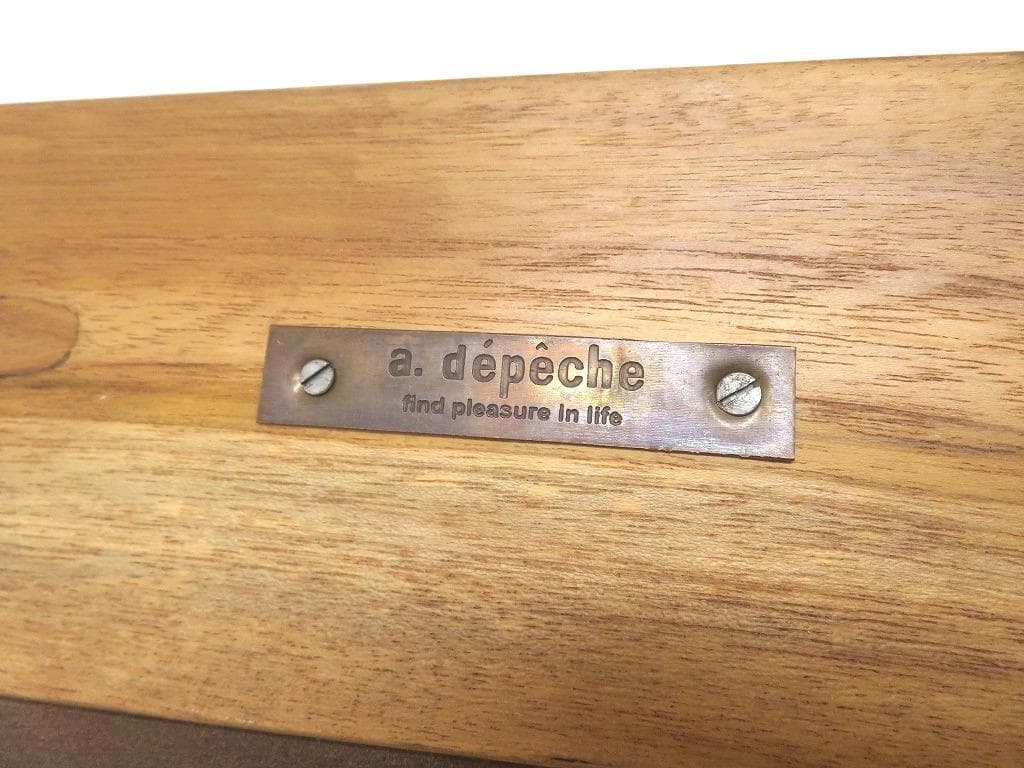 a. dépêche
find pleasure in life